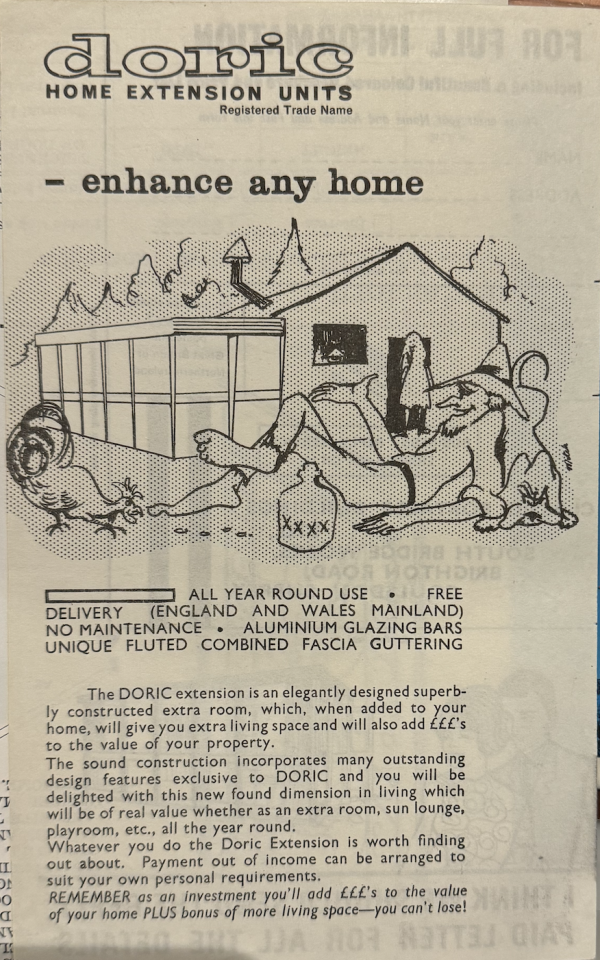 doric
HOME EXTENSION UNITS
Registered Trade Name
– enhance any home
XXXX
ALL YEAR ROUND USE • FREE
DELIVERY (ENGLAND AND WALES MAINLAND)
NO MAINTENANCE • ALUMINIUM GLAZING BARS
UNIQUE FLUTED COMBINED FASCIA GUTTERING
The DORIC extension is an elegantly designed superb-
ly constructed extra room, which, when added to your
home, will give you extra living space and will also add £££'s
to the value of your property.
The sound construction incorporates many outstanding
design features exclusive to DORIC and you will be
delighted with this new found dimension in living which
will be of real value whether as an extra room, sun lounge,
playroom, etc., all the year round.
Whatever you do the Doric Extension is worth finding
out about. Payment out of income can be arranged to
suit your own personal requirements.
REMEMBER as an investment you'll add £££'s to the value
of your home PLUS bonus of more living space—you can't lose!